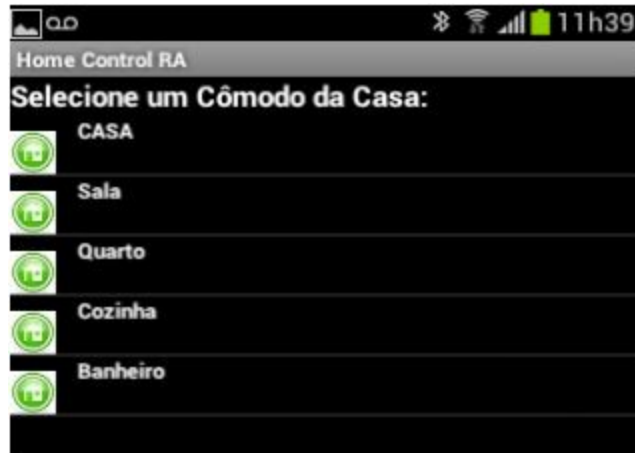 11h39
Home Control RA
Selecione um Cômodo da Casa:
CASA
Sala
Quarto
Cozinha
Banheiro